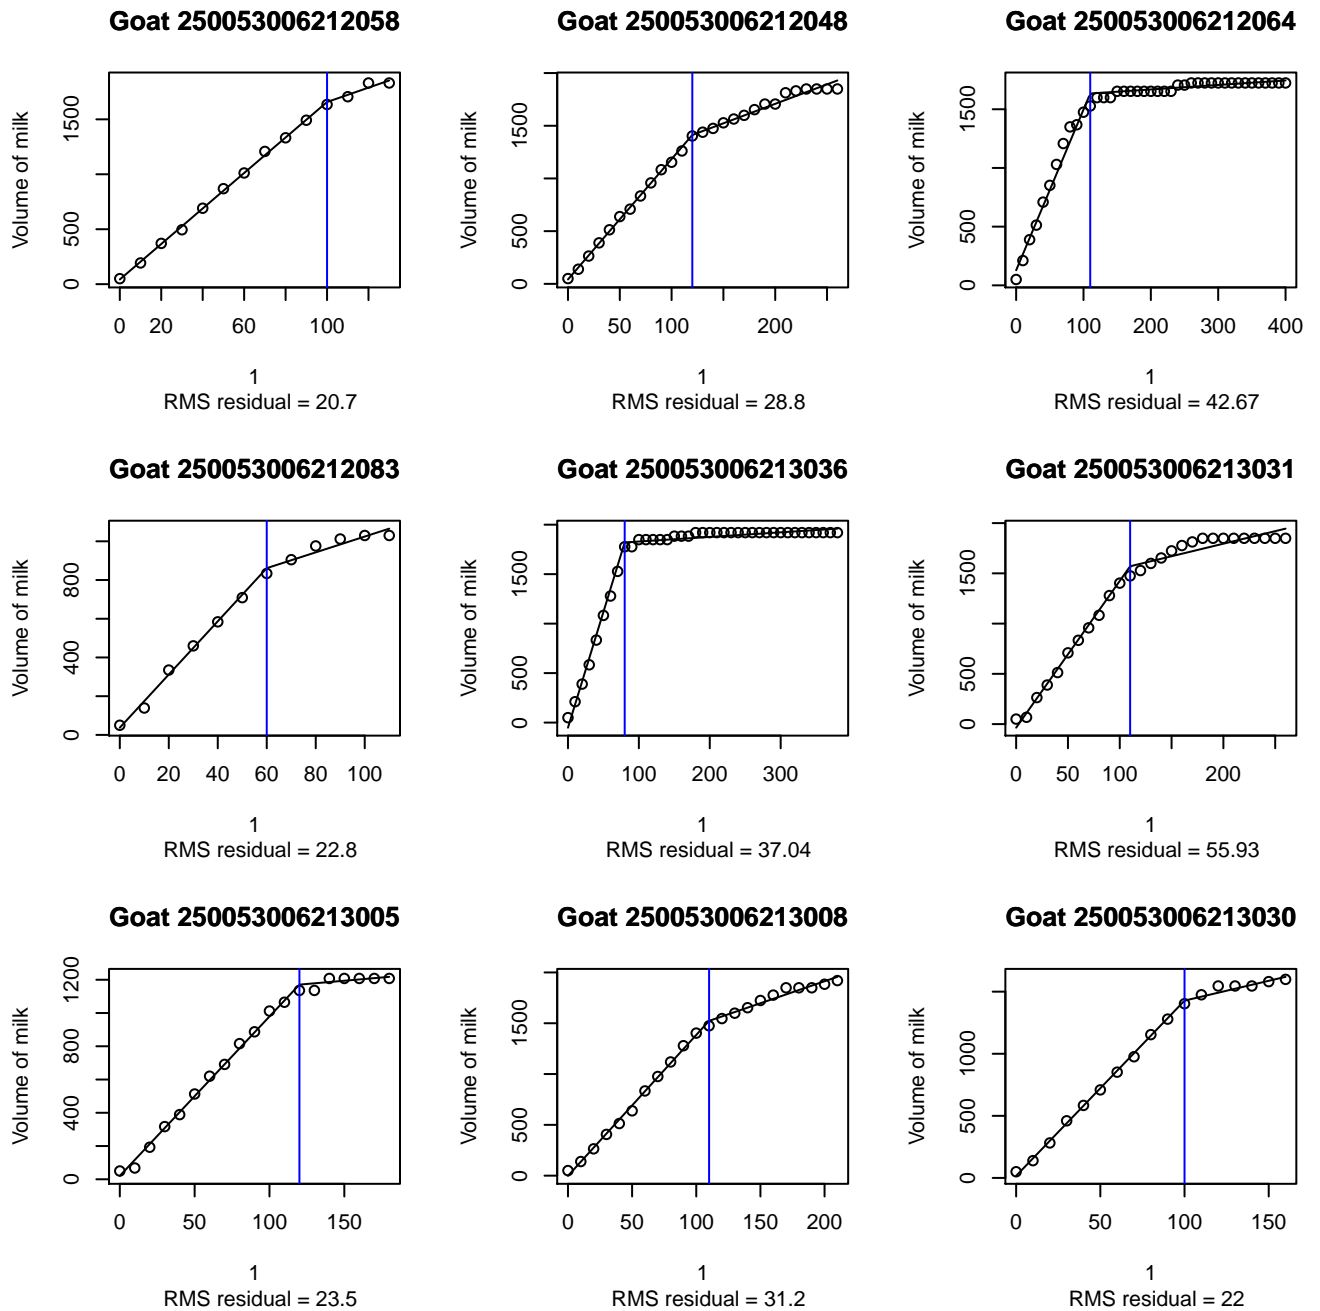 Goat 250053006212058
Volume of milk
0 500 1500
0 20 60 100
1
RMS residual = 20.7
Goat 250053006212048
Volume of milk
0 500 1500
0 50 100 200
1
RMS residual = 28.8
Goat 250053006212064
Volume of milk
0 500 1500
0 100 200 300 400
1
RMS residual = 42.67
Goat 250053006212083
Volume of milk
0 400 800
0 20 40 60 80 100
1
RMS residual = 22.8
Goat 250053006213036
Volume of milk
0 500 1500
0 100 200 300
1
RMS residual = 37.04
Goat 250053006213031
Volume of milk
0 500 1500
0 50 100 200
1
RMS residual = 55.93
Goat 250053006213005
Volume of milk
0 400 800 1200
0 50 100 150
1
RMS residual = 23.5
Goat 250053006213008
Volume of milk
0 500 1500
0 50 100 150 200
1
RMS residual = 31.2
Goat 250053006213030
Volume of milk
0 500 1000
0 50 100 150
1
RMS residual = 22